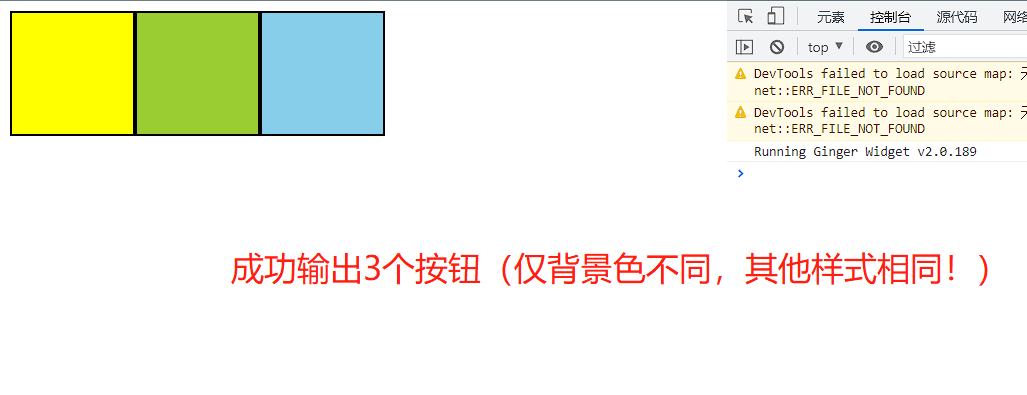 元素 控制台 源代码 网络
top ▼ 过滤
DevTools failed to load source map:
net::ERR_FILE_NOT_FOUND
DevTools failed to load source map:
net::ERR_FILE_NOT_FOUND
Running Ginger Widget v2.0.189
成功输出3个按钮（仅背景色不同，其他样式相同！）